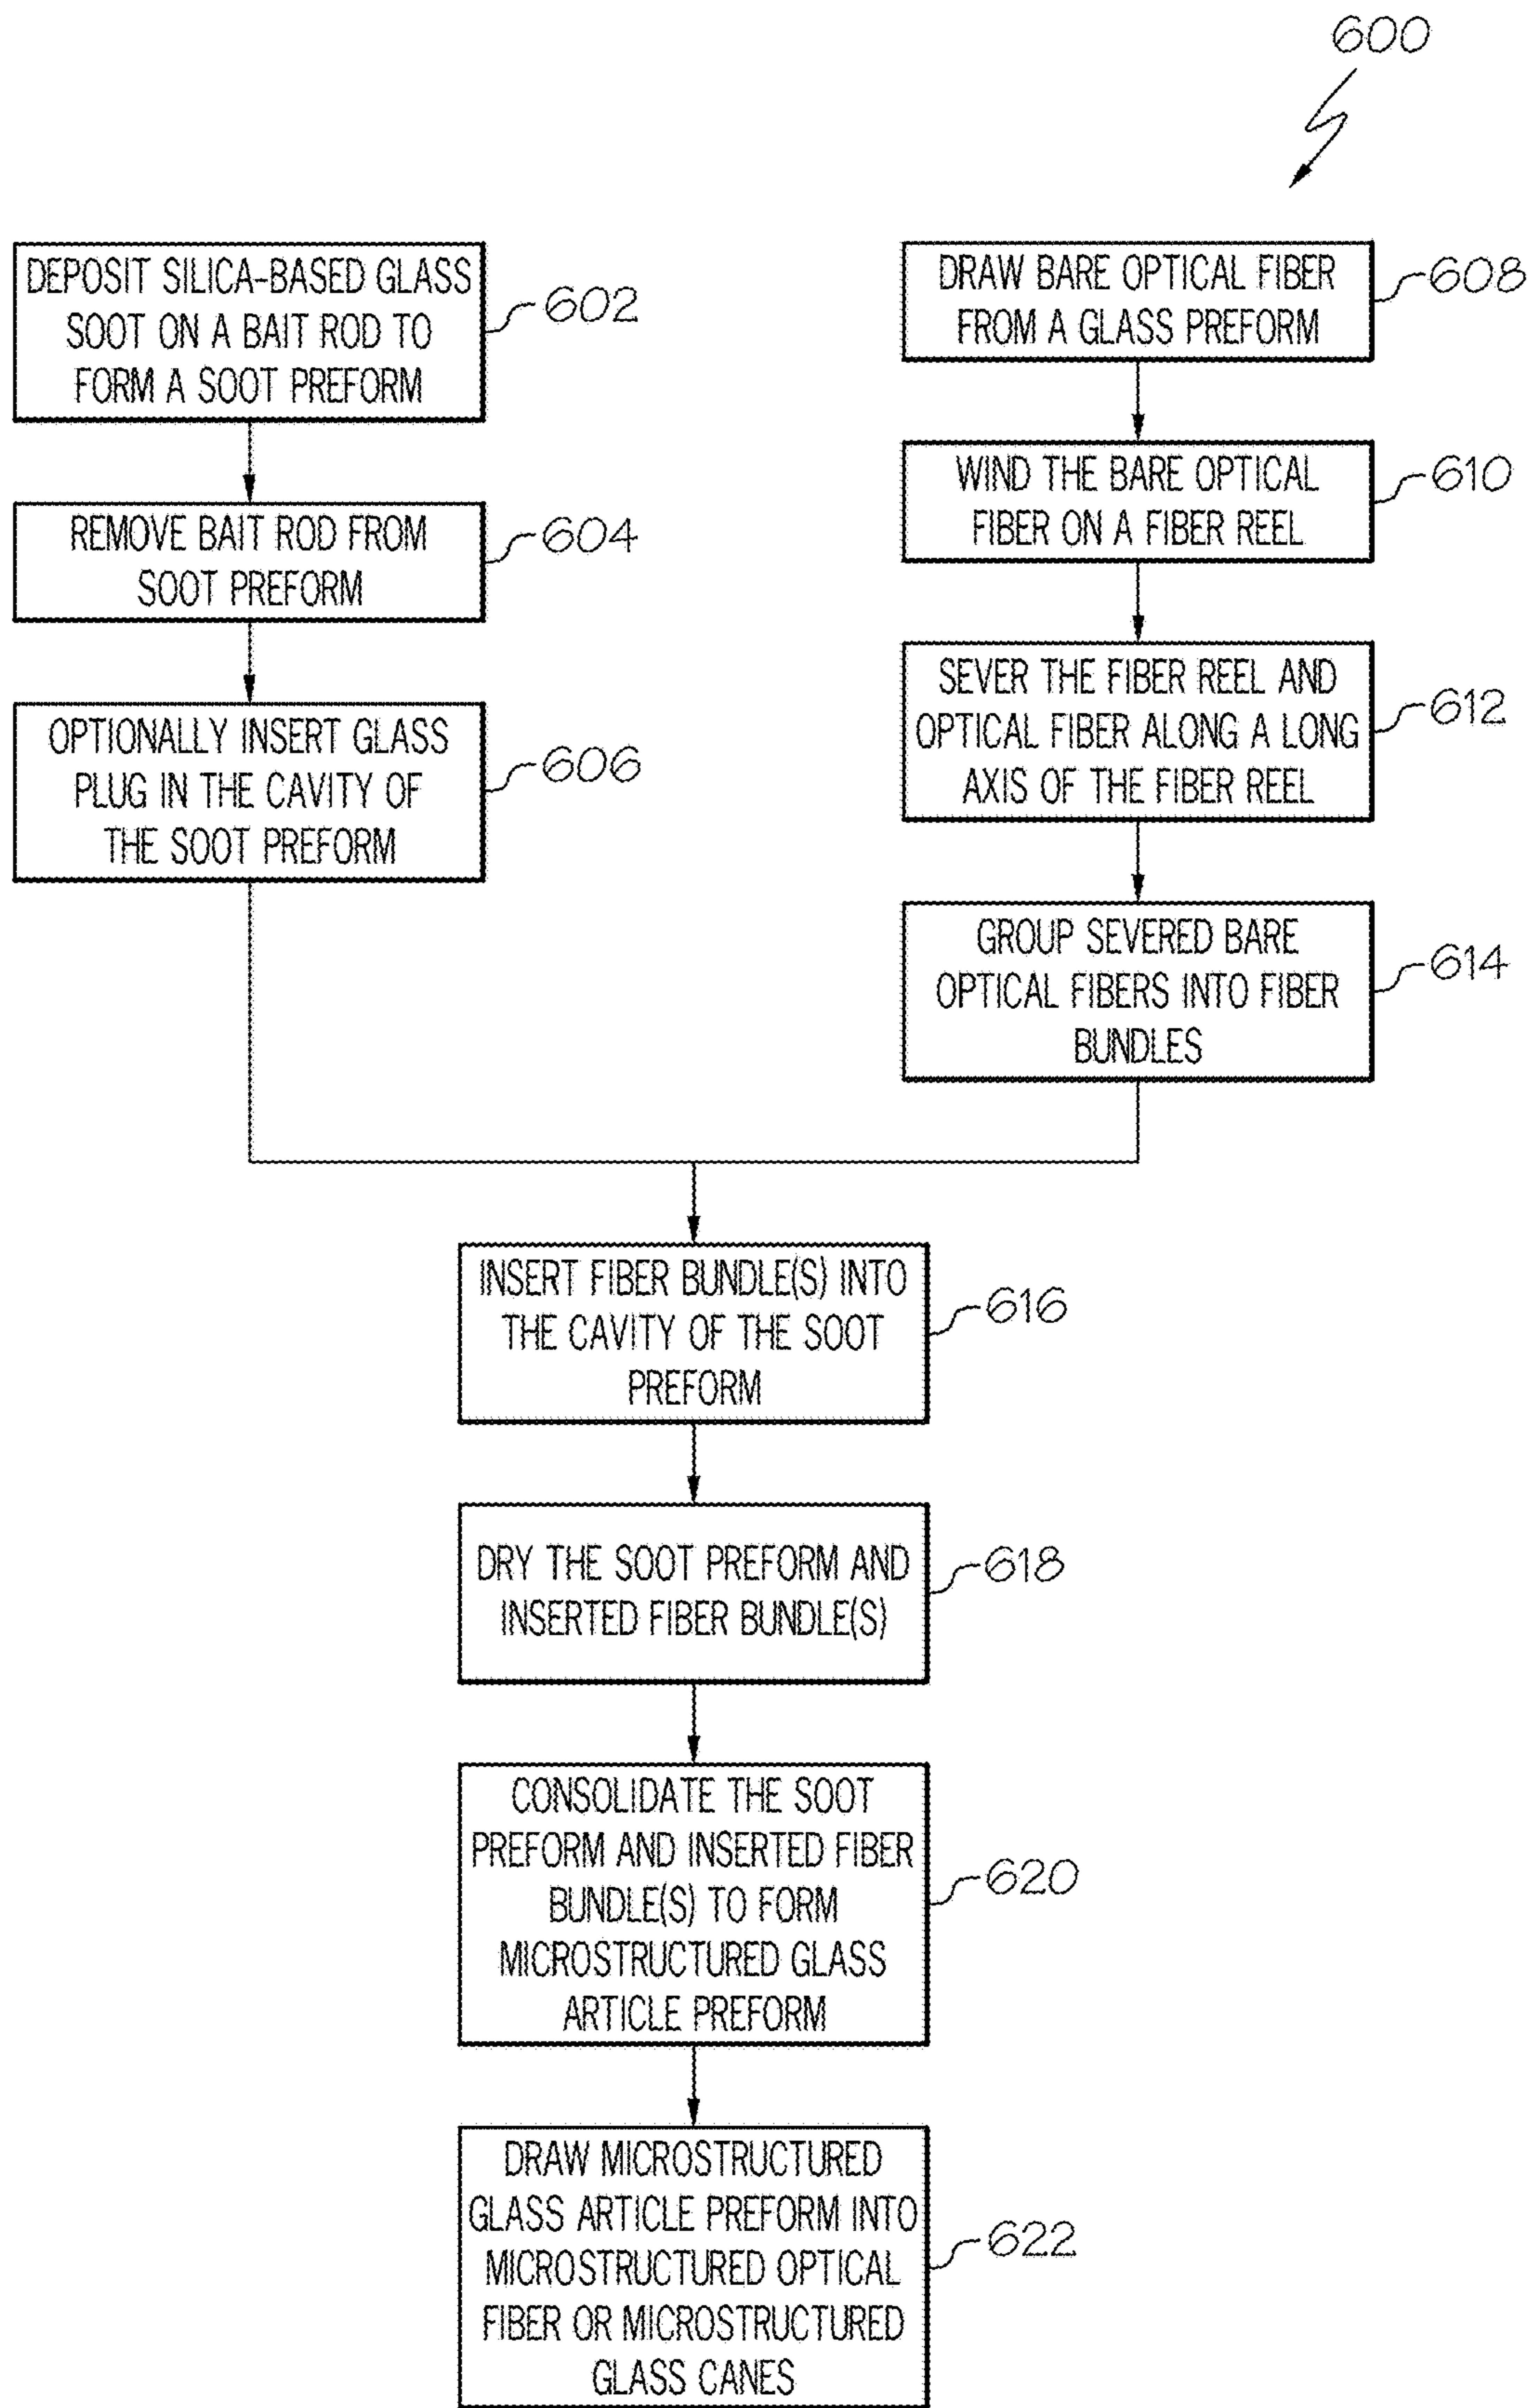 600
DEPOSIT SILICA-BASED GLASS
SOOT ON A BAIT ROD TO
FORM A SOOT PREFORM
602
REMOVE BAIT ROD FROM
SOOT PREFORM
604
OPTIONALLY INSERT GLASS
PLUG IN THE CAVITY OF
THE SOOT PREFORM
606
DRAW BARE OPTICAL FIBER
FROM A GLASS PREFORM
608
WIND THE BARE OPTICAL
FIBER ON A FIBER REEL
610
SEVER THE FIBER REEL AND
OPTICAL FIBER ALONG A LONG
AXIS OF THE FIBER REEL
612
GROUP SEVERED BARE
OPTICAL FIBERS INTO FIBER
BUNDLES
614
INSERT FIBER BUNDLE(S) INTO
THE CAVITY OF THE SOOT
PREFORM
616
DRY THE SOOT PREFORM AND
INSERTED FIBER BUNDLE(S)
618
CONSOLIDATE THE SOOT
PREFORM AND INSERTED FIBER
BUNDLE(S) TO FORM
MICROSTRUCTURED GLASS
ARTICLE PREFORM
620
DRAW MICROSTRUCTURED
GLASS ARTICLE PREFORM INTO
MICROSTRUCTURED OPTICAL
FIBER OR MICROSTRUCTURED
GLASS CANES
622